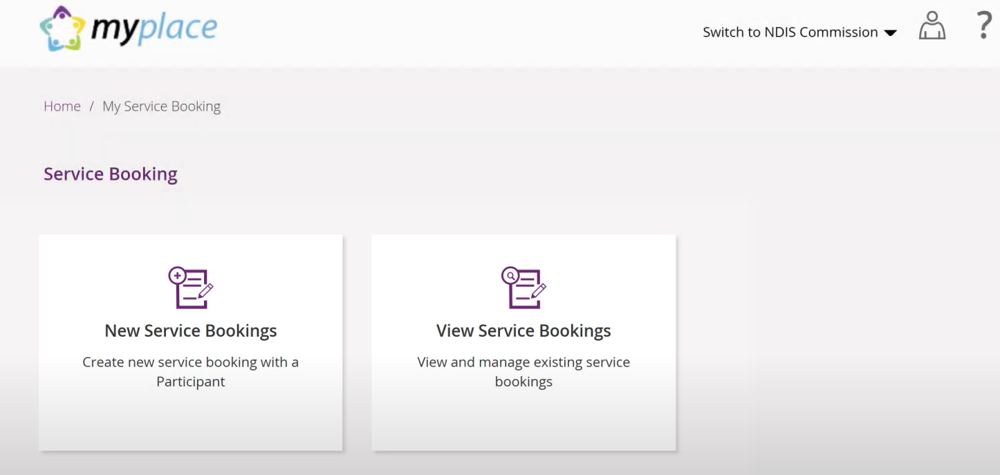 myplace
Switch to NDIS Commission
?
Home / My Service Booking
Service Booking
New Service Bookings
Create new service booking with a
Participant
View Service Bookings
View and manage existing service
bookings